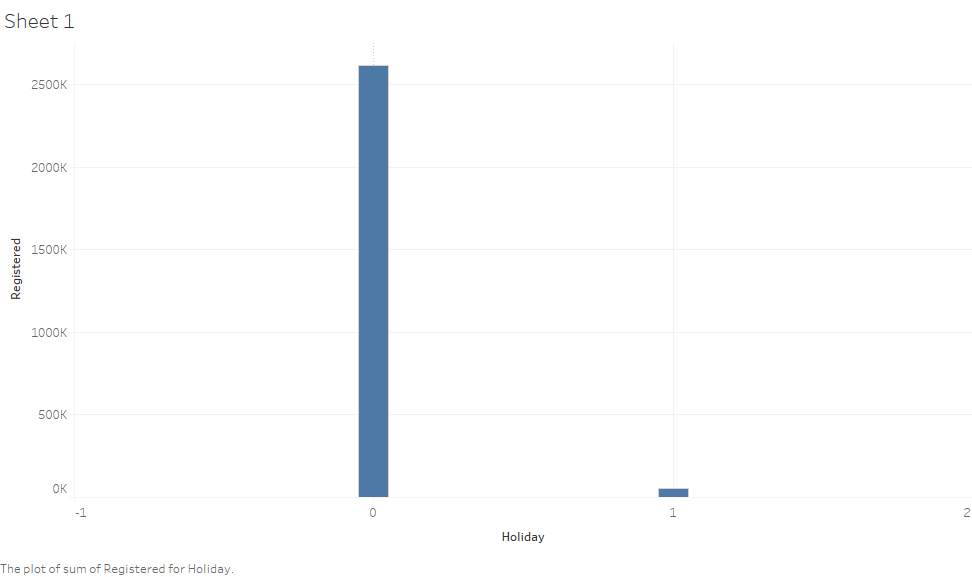 Sheet 1
2500K
2000K
1500K
1000K
500K
0K
Registered
-1 0 1 2
Holiday
The plot of sum of Registered for Holiday.